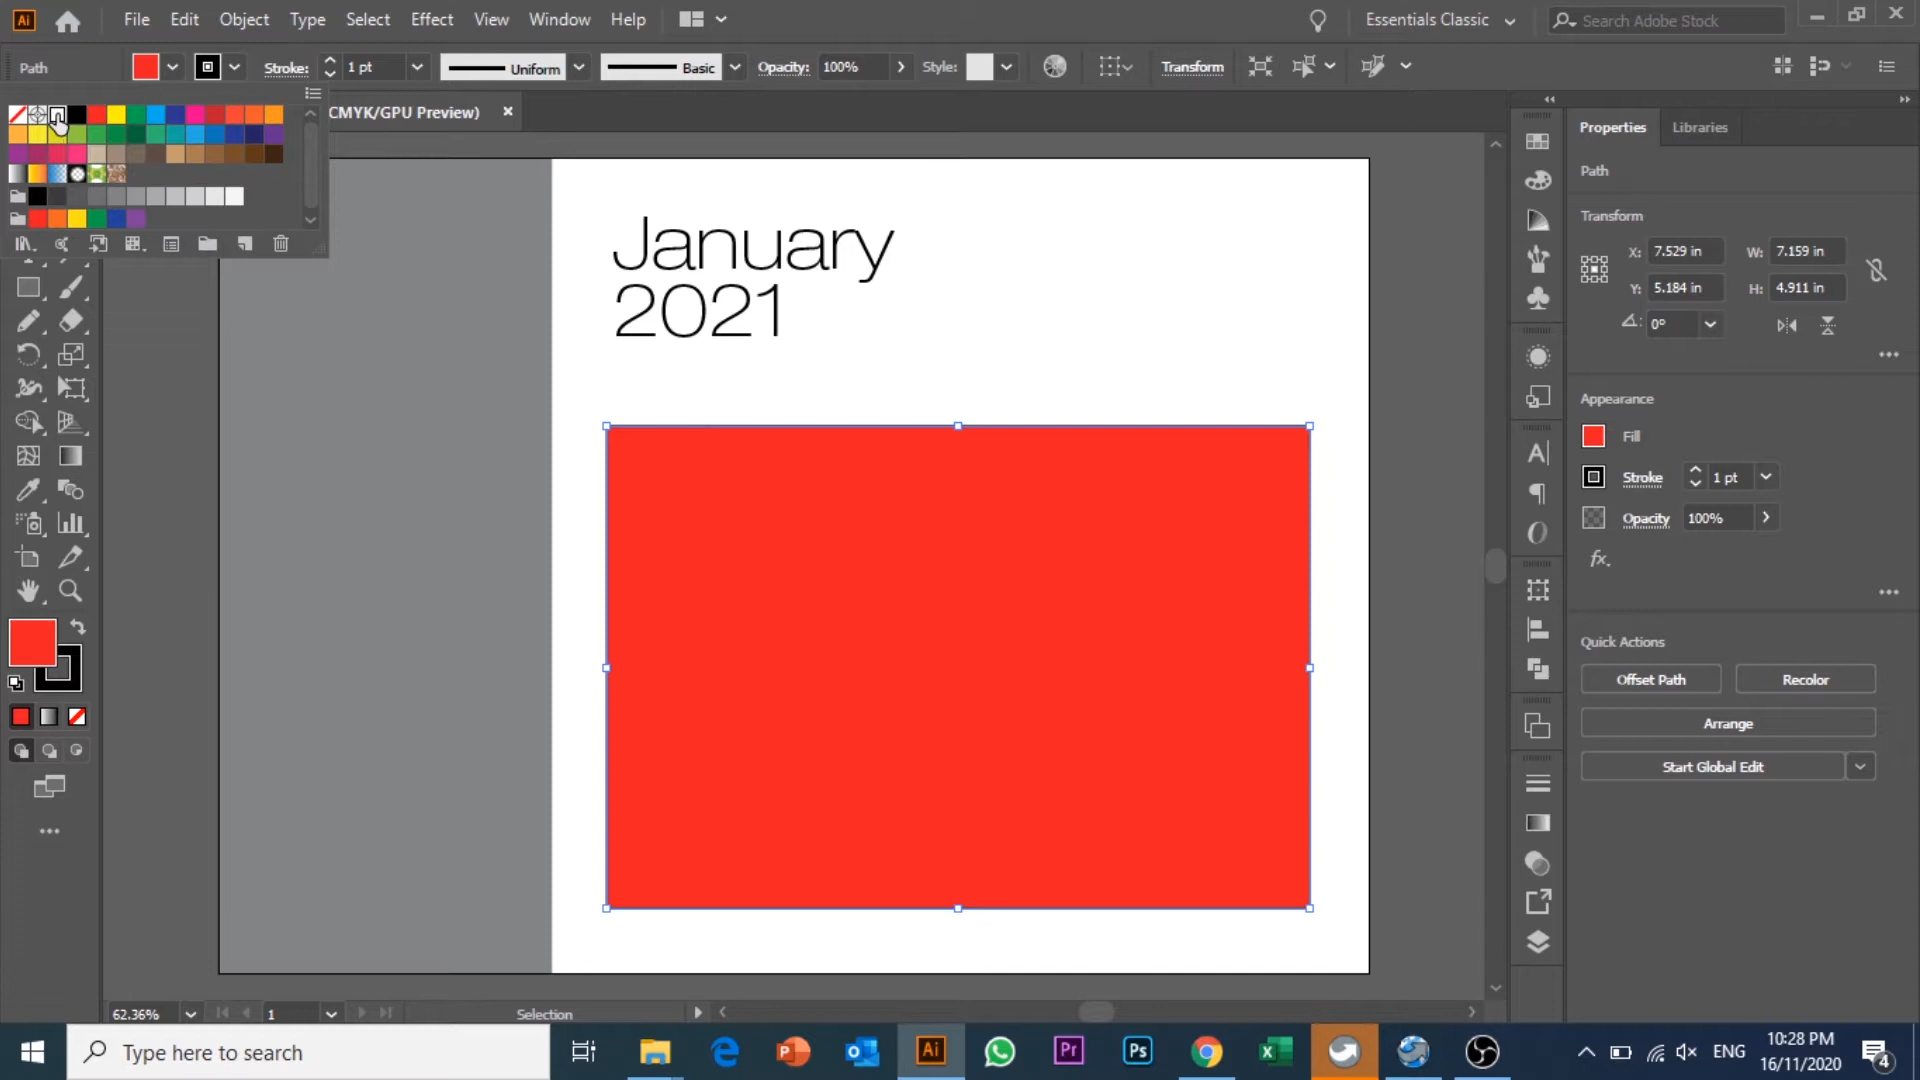 Ai File Edit Object Type Select Effect View Window Help Essentials Classic Search Adobe Stock
Path Stroke: 1 pt Uniform Basic Opacity: 100% Style: Transform
CMYK/GPU Preview)
January
2021
Properties Libraries
Path
Transform
X: 7.529 in W: 7.159 in
Y: 5.184 in H: 4.911 in
0°
Appearance
Fill
Stroke 1 pt
Opacity 100%
fx.
Quick Actions
Offset Path Recolor
Arrange
Start Global Edit
62.36% 1 Selection
Type here to search
Ai Pr Ps
ENG
10:28 PM
16/11/2020
4